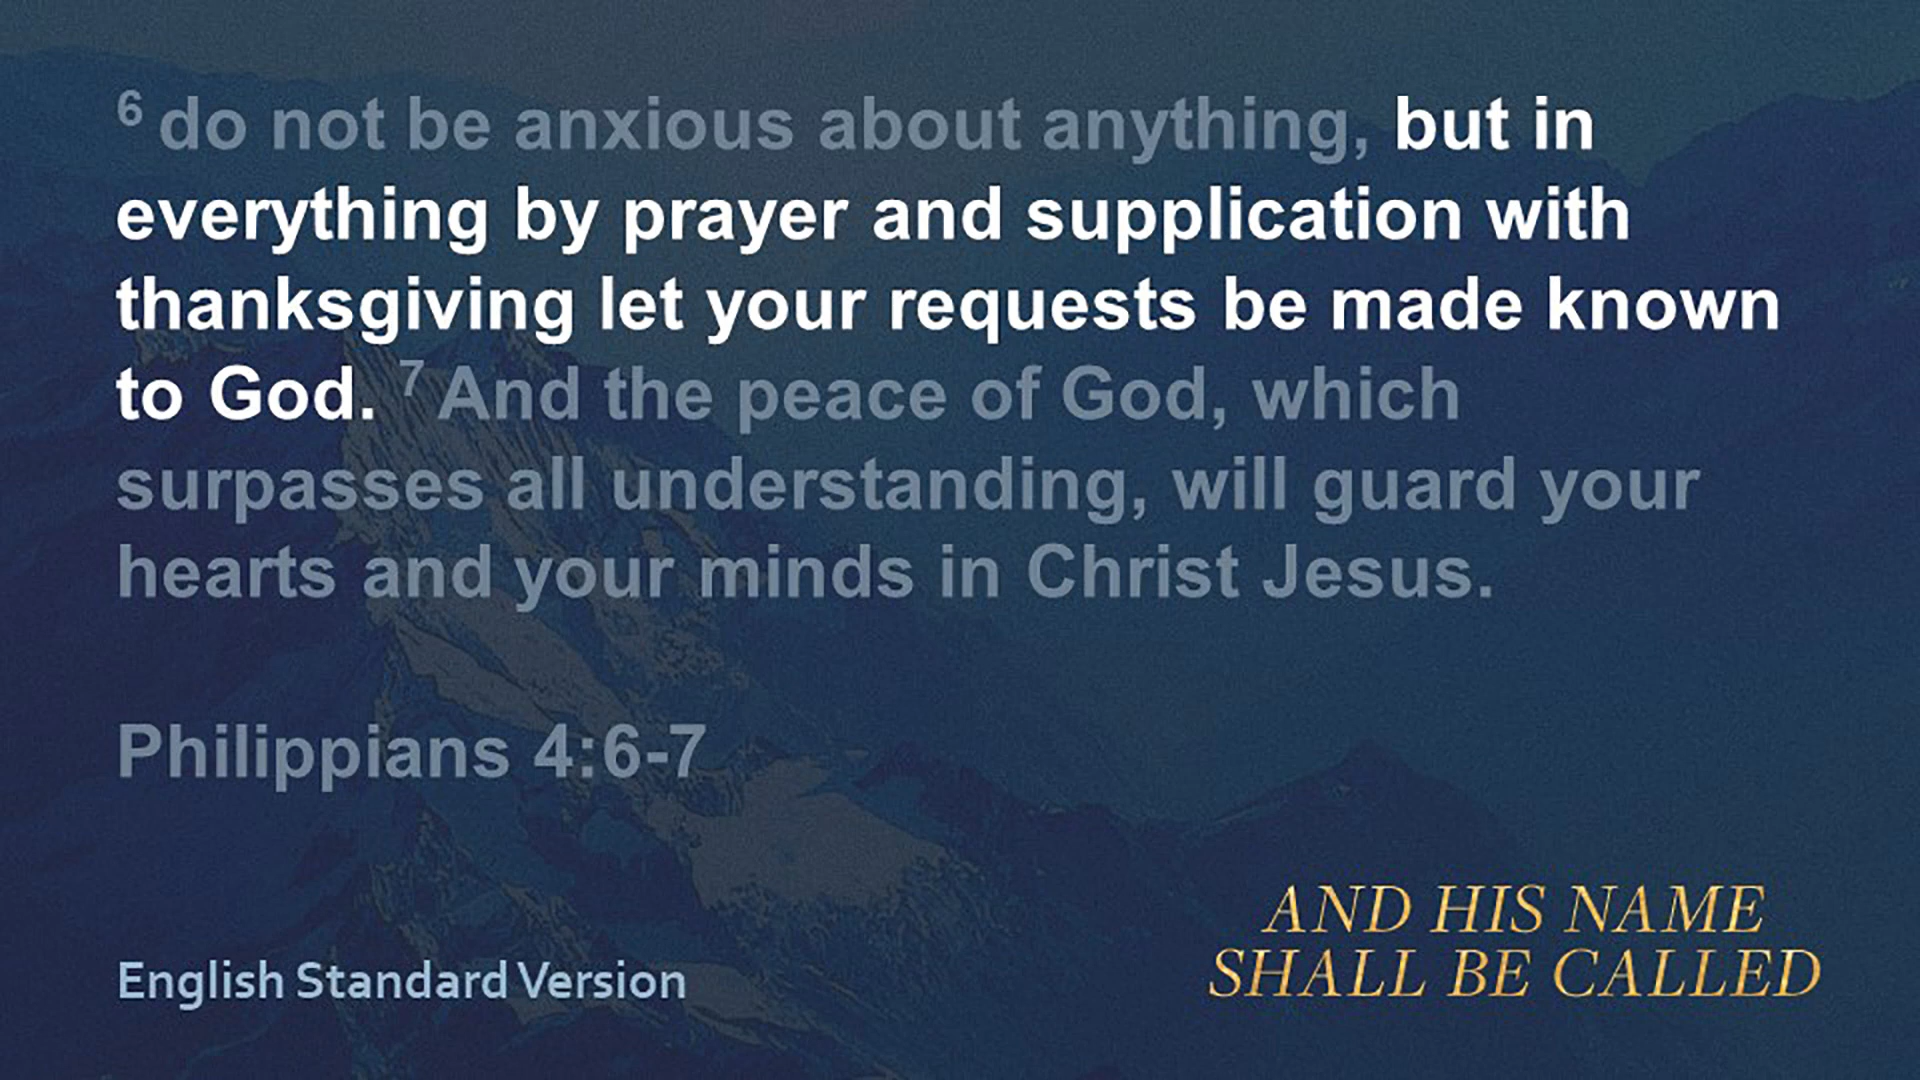 6 do not be anxious about anything, but in
everything by prayer and supplication with
thanksgiving let your requests be made known
to God. 7 And the peace of God, which
surpasses all understanding, will guard your
hearts and your minds in Christ Jesus.
Philippians 4:6-7
English Standard Version
AND HIS NAME
SHALL BE CALLED